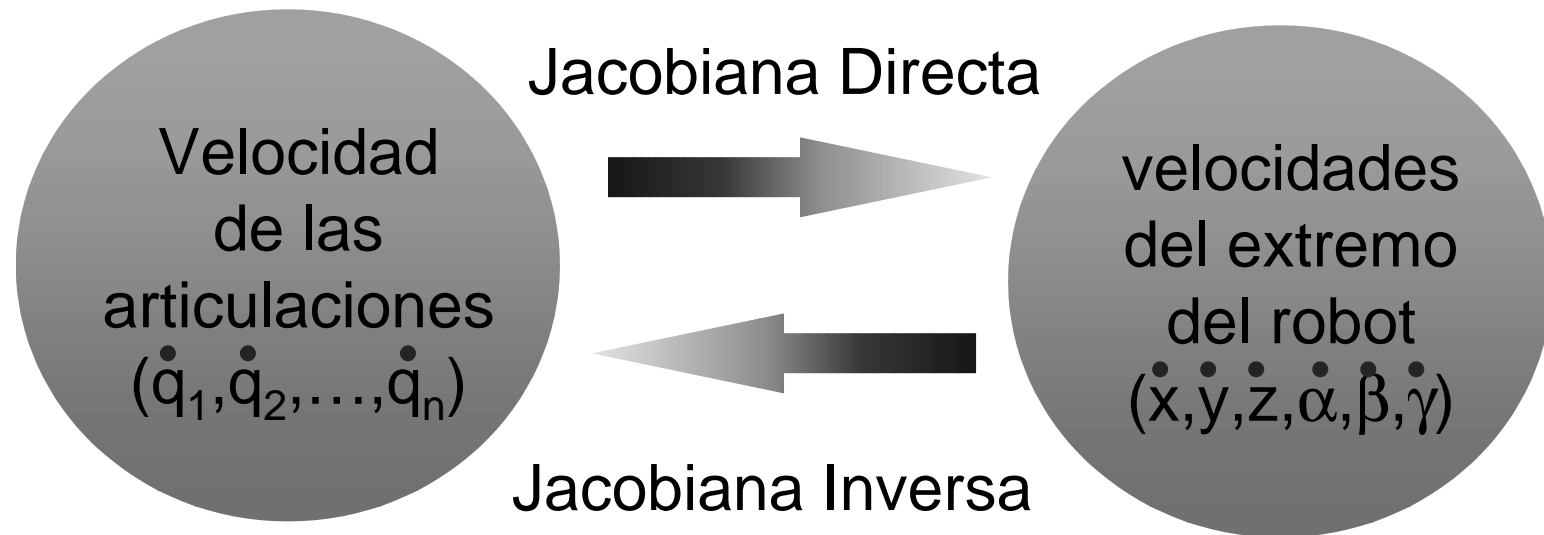 Jacobiana Directa
Velocidad
de las
articulaciones
(q̇₁,q̇₂,…,q̇ₙ)
velocidades
del extremo
del robot
(ẋ,ẏ,ż,α̇,β̇,γ̇)
Jacobiana Inversa